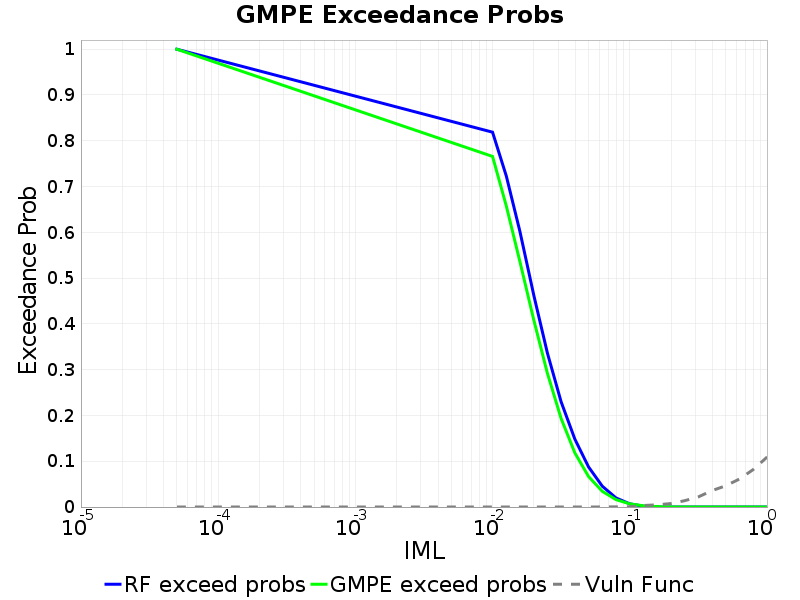 GMPE Exceedance Probs
Exceedance Prob
1
0.9
0.8
0.7
0.6
0.5
0.4
0.3
0.2
0.1
0
10^-5 10^-4 10^-3 10^-2 10^-1 10^0
IML
RF exceed probs GMPE exceed probs Vuln Func